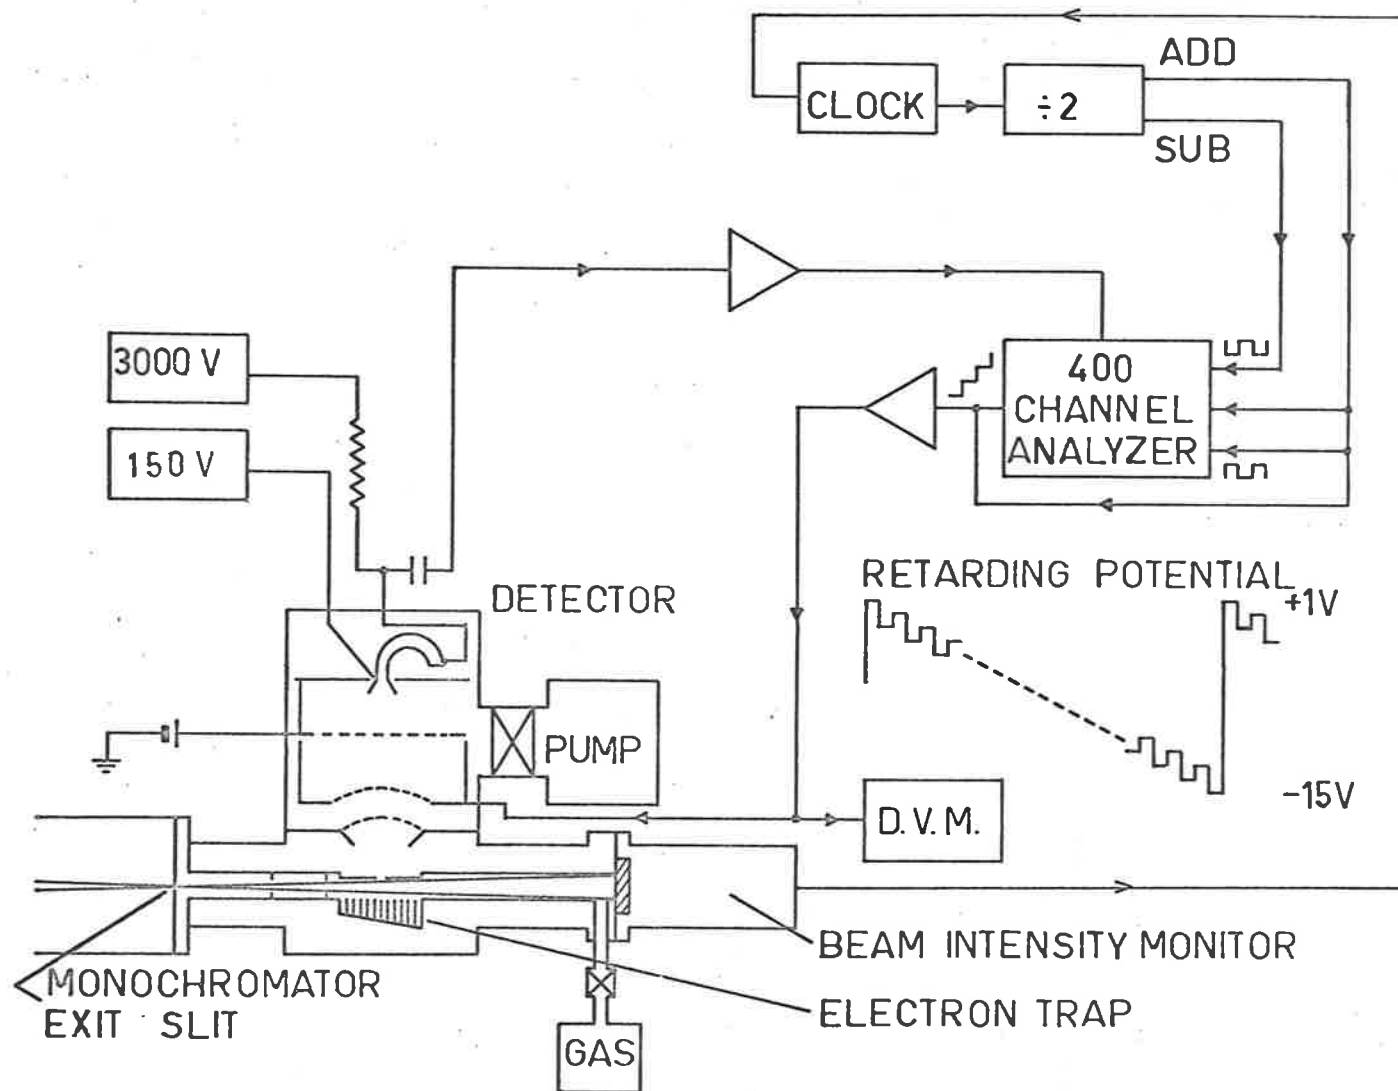 ADD
CLOCK
÷2
SUB
3000 V
400
CHANNEL
ANALYZER
150 V
RETARDING POTENTIAL
+1V
DETECTOR
PUMP
-15V
D.V.M.
BEAM INTENSITY MONITOR
MONOCHROMATOR
EXIT SLIT
ELECTRON TRAP
GAS